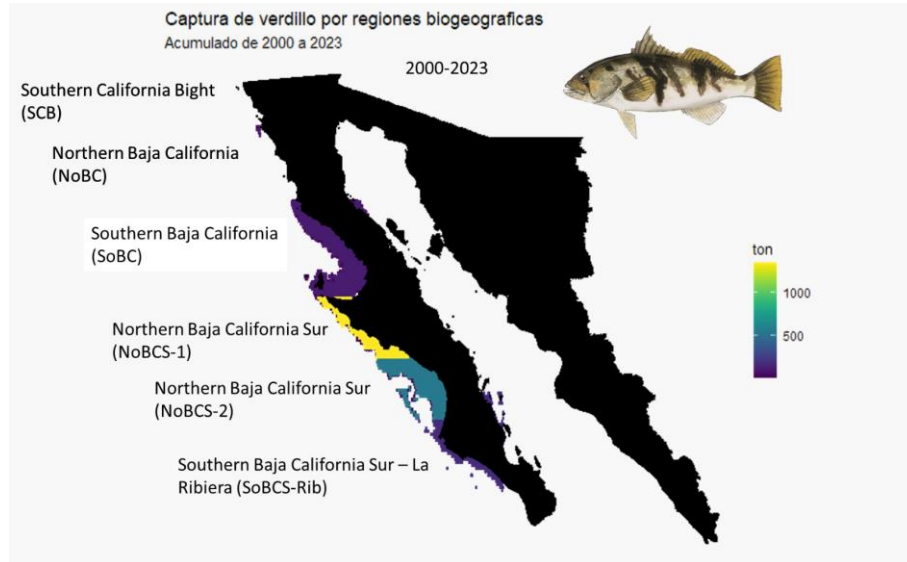 Captura de verdillo por regiones biogeograficas
Acumulado de 2000 a 2023
2000-2023
Southern California Bight
(SCB)
Northern Baja California
(NoBC)
Southern Baja California
(SoBC)
Northern Baja California Sur
(NoBCS-1)
Northern Baja California Sur
(NoBCS-2)
Southern Baja California Sur – La
Ribiera (SoBCS-Rib)
ton
1000
500